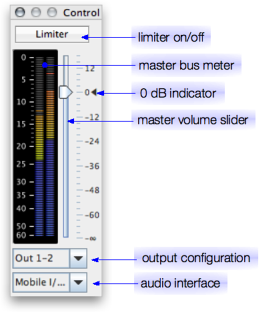 Control
Limiter
limiter on/off
0
5
10
15
20
25
30
35
40
45
50
60
12
0
-12
-24
-36
-48
-60
-∞
master bus meter
0 dB indicator
master volume slider
Out 1-2
output configuration
Mobile I/...
audio interface